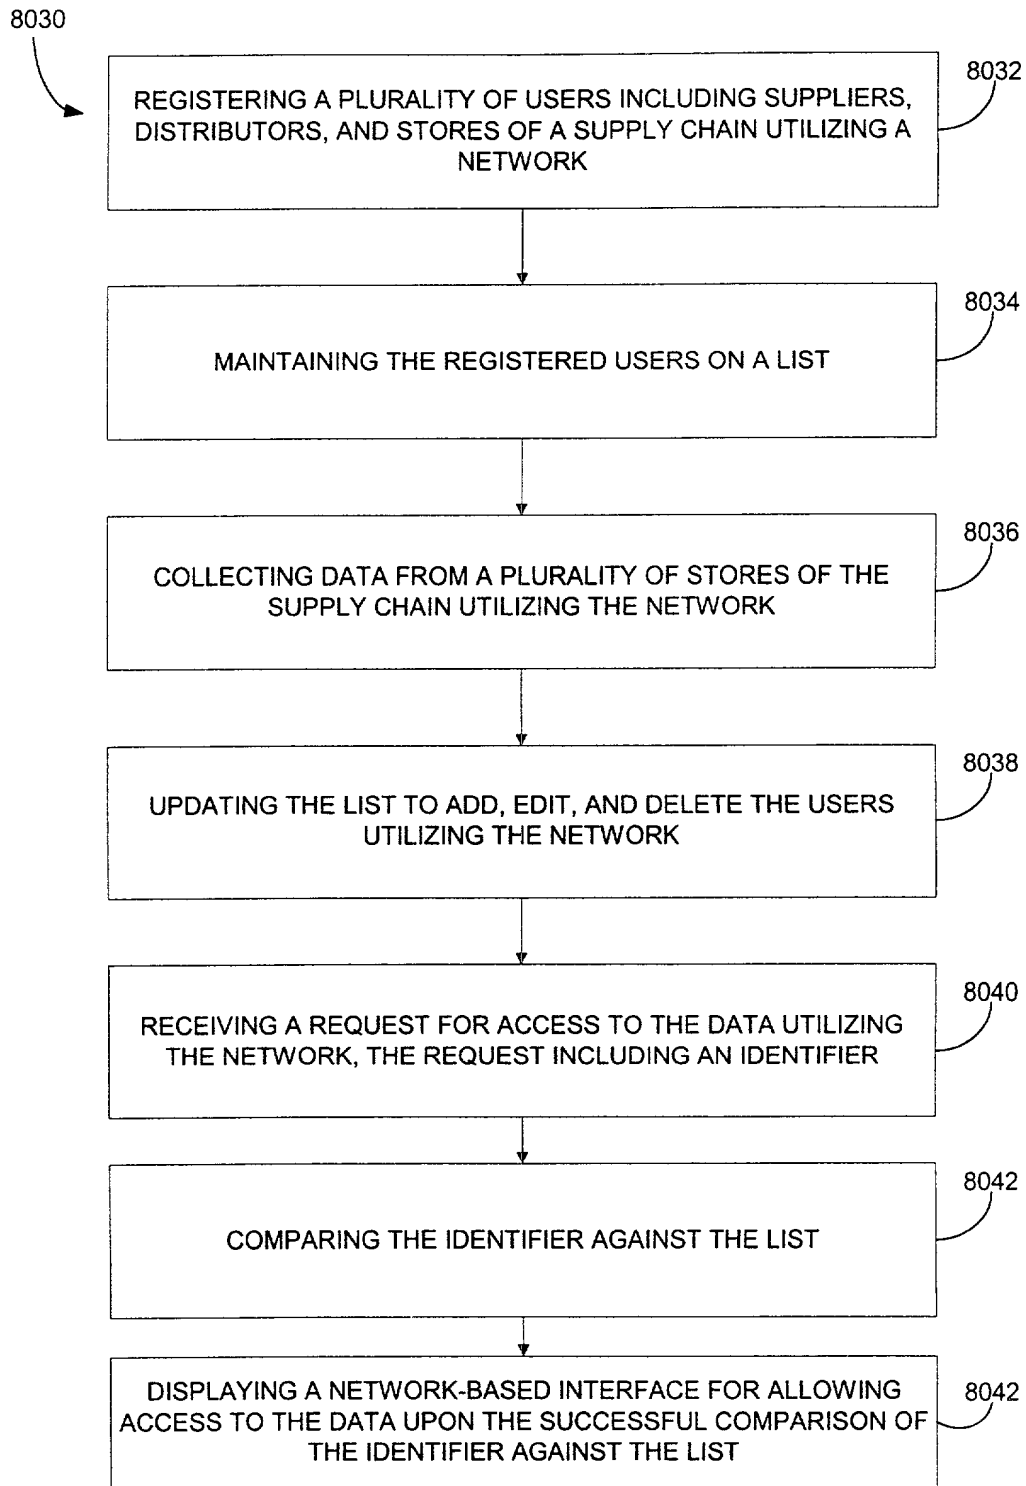 8030
8032
REGISTERING A PLURALITY OF USERS INCLUDING SUPPLIERS,
DISTRIBUTORS, AND STORES OF A SUPPLY CHAIN UTILIZING A
NETWORK
8034
MAINTAINING THE REGISTERED USERS ON A LIST
8036
COLLECTING DATA FROM A PLURALITY OF STORES OF THE
SUPPLY CHAIN UTILIZING THE NETWORK
8038
UPDATING THE LIST TO ADD, EDIT, AND DELETE THE USERS
UTILIZING THE NETWORK
8040
RECEIVING A REQUEST FOR ACCESS TO THE DATA UTILIZING
THE NETWORK, THE REQUEST INCLUDING AN IDENTIFIER
8042
COMPARING THE IDENTIFIER AGAINST THE LIST
8042
DISPLAYING A NETWORK-BASED INTERFACE FOR ALLOWING
ACCESS TO THE DATA UPON THE SUCCESSFUL COMPARISON OF
THE IDENTIFIER AGAINST THE LIST